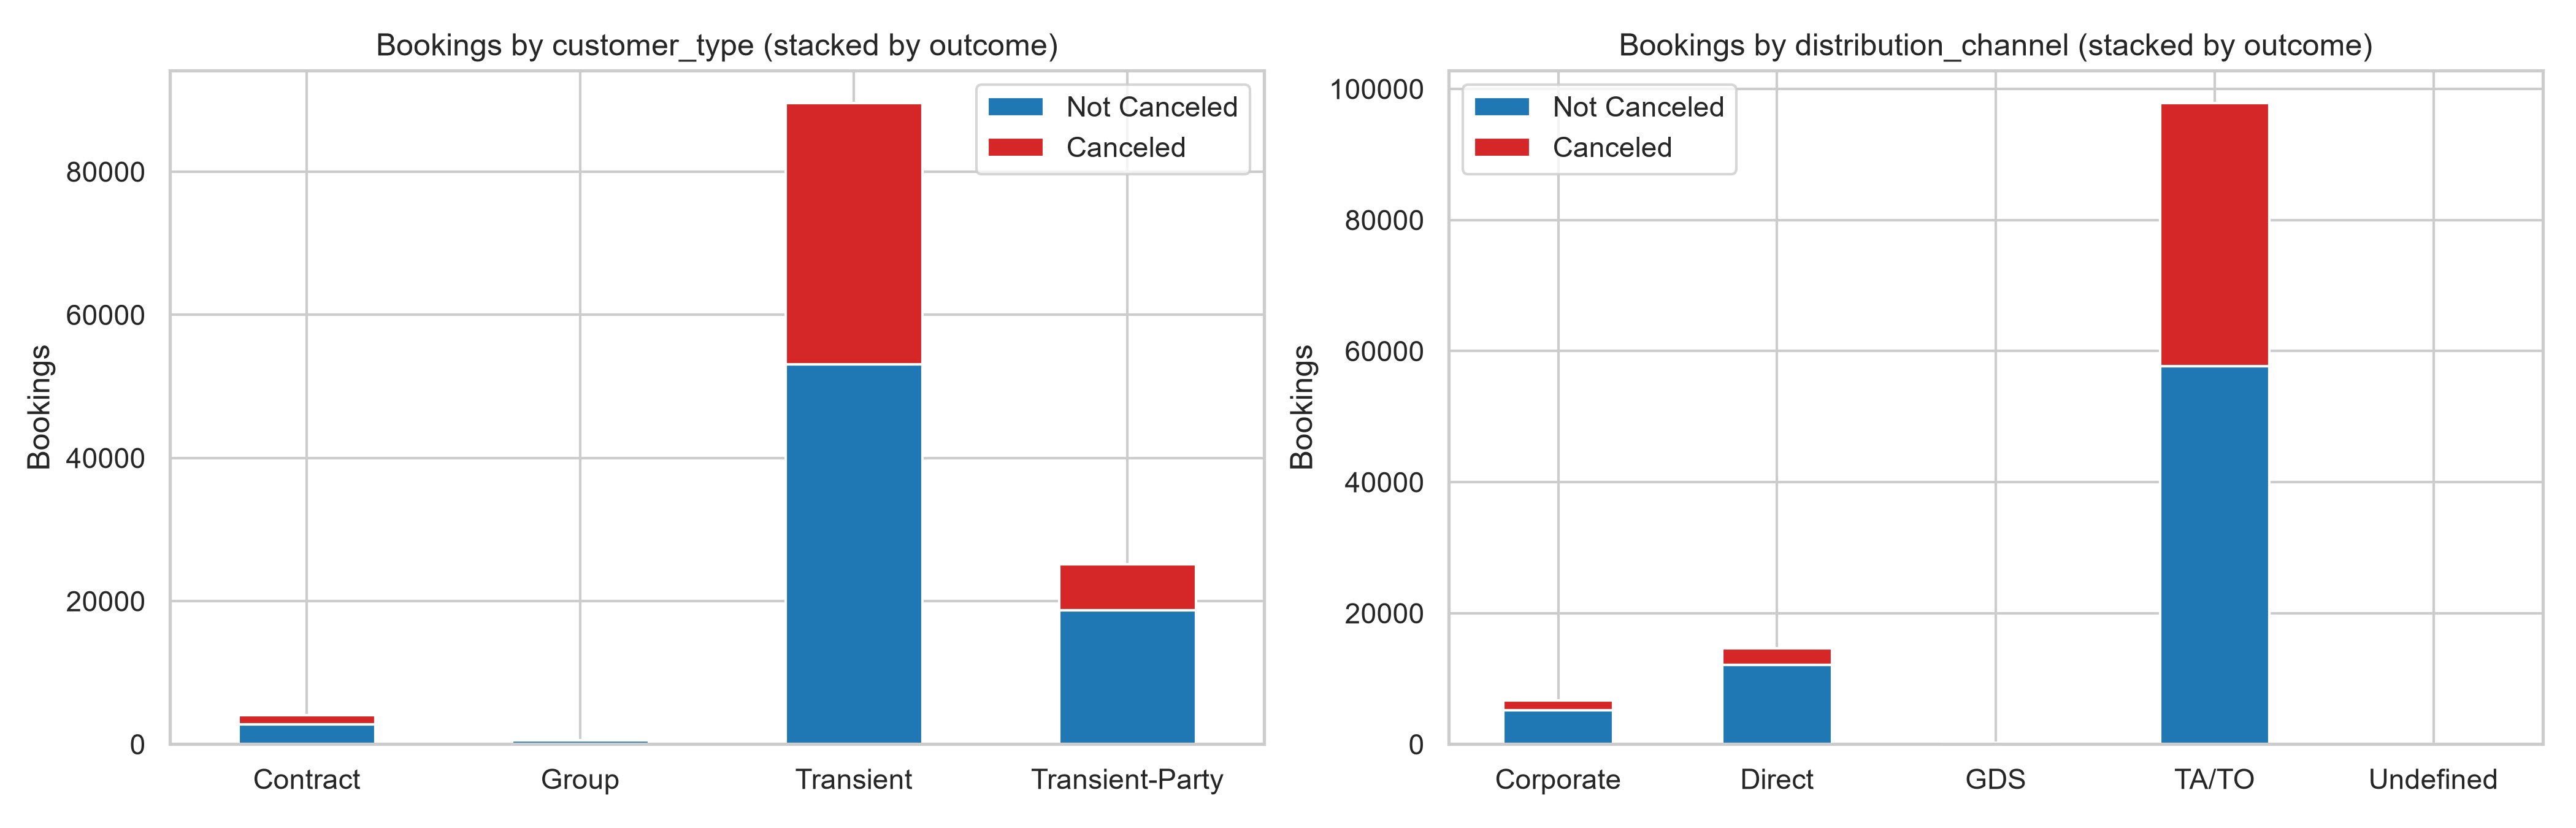 Bookings by customer_type (stacked by outcome)
Not Canceled
Canceled
Bookings
80000
60000
40000
20000
0
Contract
Group
Transient
Transient-Party
Bookings by distribution_channel (stacked by outcome)
Not Canceled
Canceled
Bookings
100000
80000
60000
40000
20000
0
Corporate
Direct
GDS
TA/TO
Undefined